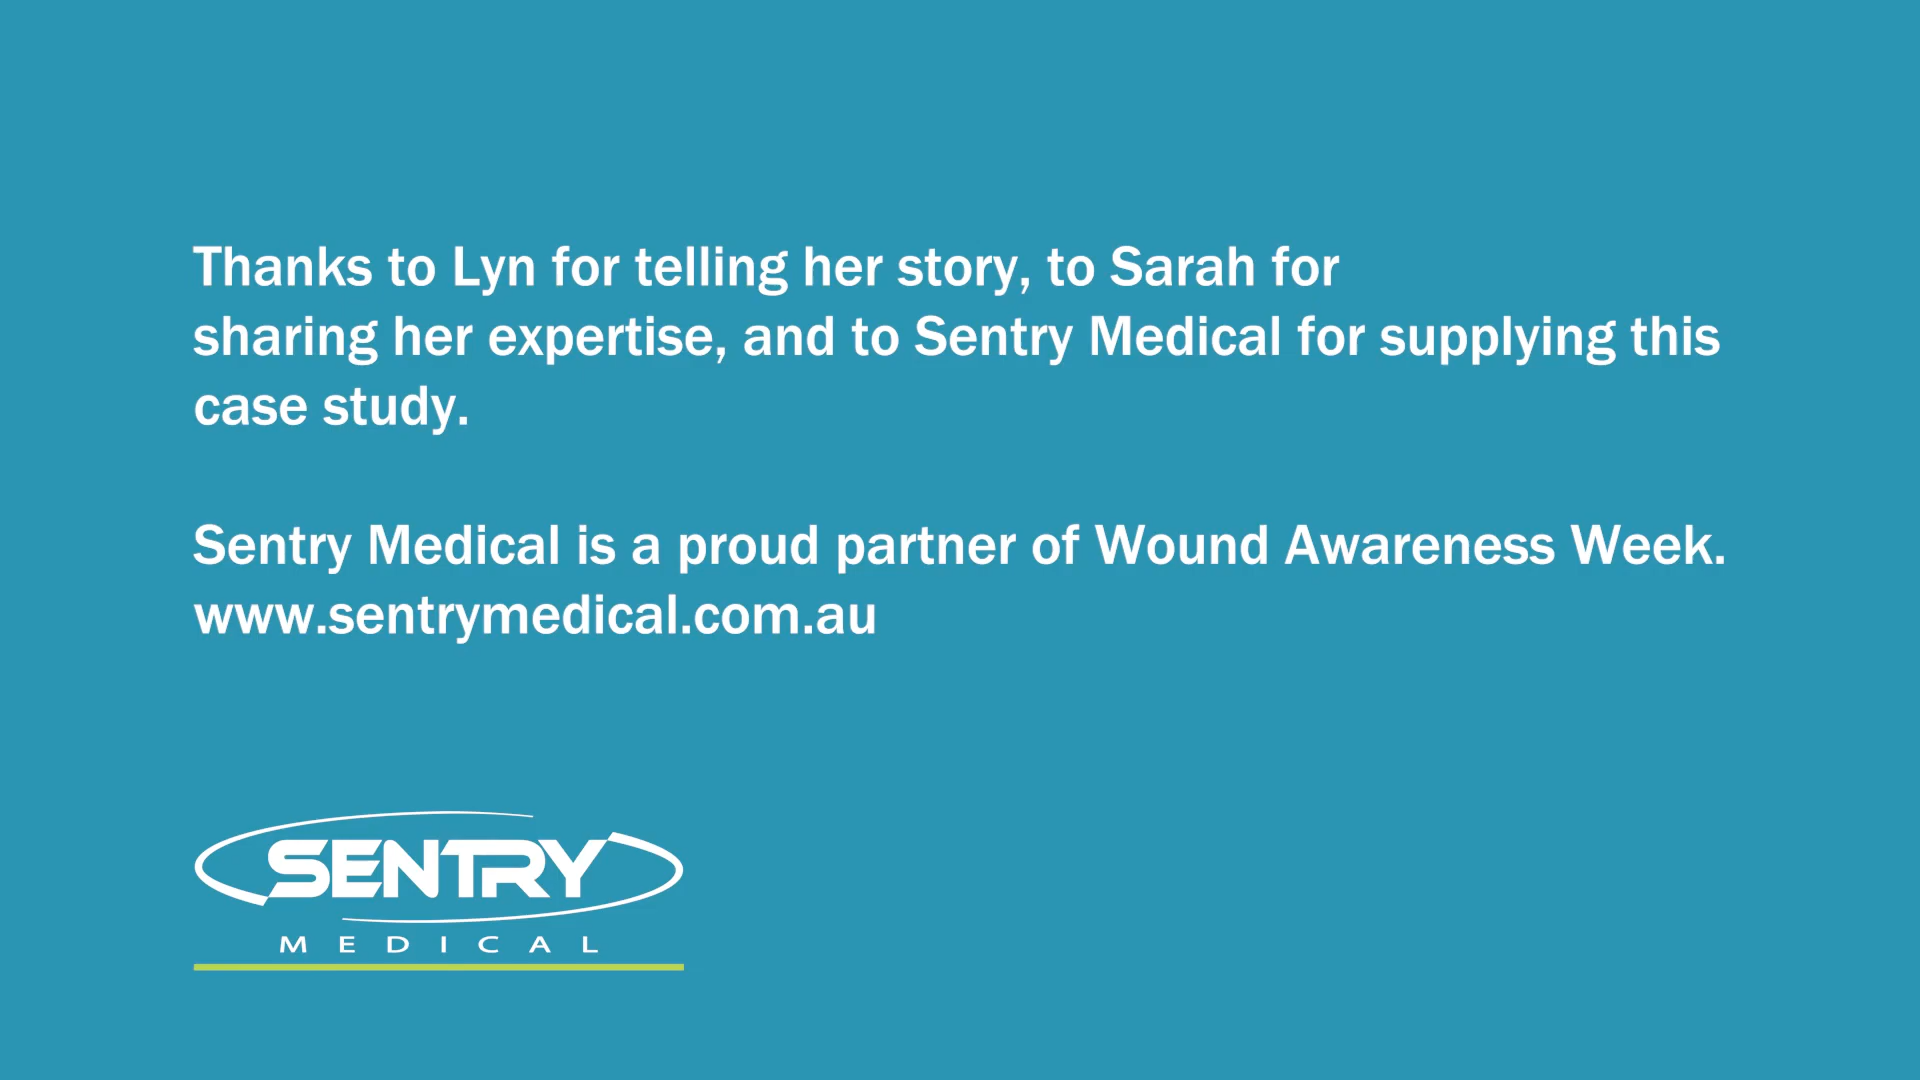 Thanks to Lyn for telling her story, to Sarah for
sharing her expertise, and to Sentry Medical for supplying this
case study.
Sentry Medical is a proud partner of Wound Awareness Week.
www.sentrymedical.com.au
SENTRY
MEDICAL